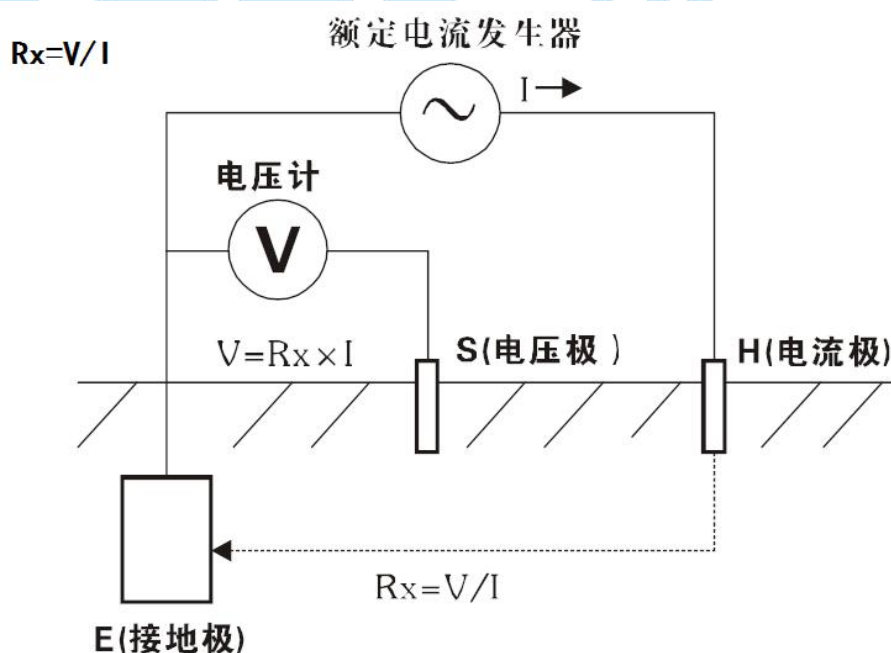 额定电流发生器
Rx=V/I
I
电压计
V
V=Rx×I
S(电压极)
H(电流极)
Rx=V/I
E(接地极)